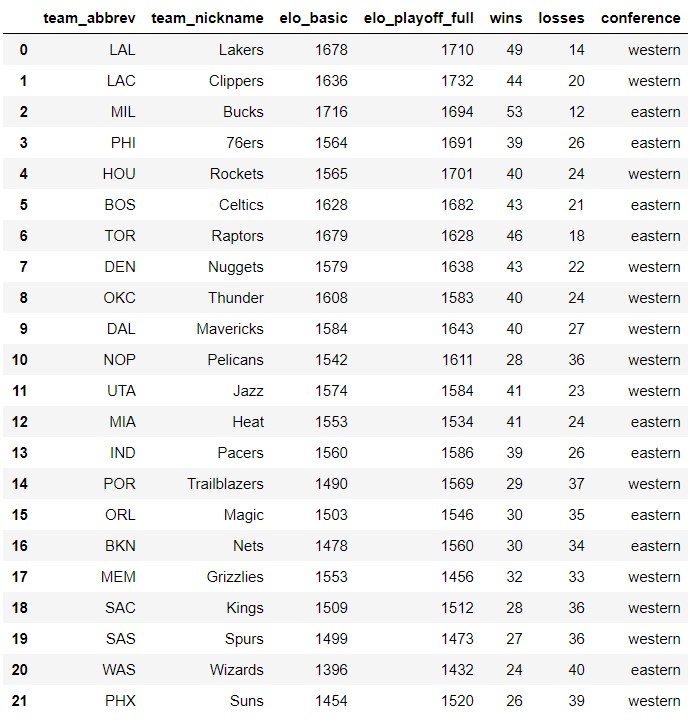 team_abbrev team_nickname elo_basic elo_playoff_full wins losses conference
0 LAL Lakers 1678 1710 49 14 western
1 LAC Clippers 1636 1732 44 20 western
2 MIL Bucks 1716 1694 53 12 eastern
3 PHI 76ers 1564 1691 39 26 eastern
4 HOU Rockets 1565 1701 40 24 western
5 BOS Celtics 1628 1682 43 21 eastern
6 TOR Raptors 1679 1628 46 18 eastern
7 DEN Nuggets 1579 1638 43 22 western
8 OKC Thunder 1608 1583 40 24 western
9 DAL Mavericks 1584 1643 40 27 western
10 NOP Pelicans 1542 1611 28 36 western
11 UTA Jazz 1574 1584 41 23 western
12 MIA Heat 1553 1534 41 24 eastern
13 IND Pacers 1560 1586 39 26 eastern
14 POR Trailblazers 1490 1569 29 37 western
15 ORL Magic 1503 1546 30 35 eastern
16 BKN Nets 1478 1560 30 34 eastern
17 MEM Grizzlies 1553 1456 32 33 western
18 SAC Kings 1509 1512 28 36 western
19 SAS Spurs 1499 1473 27 36 western
20 WAS Wizards 1396 1432 24 40 eastern
21 PHX Suns 1454 1520 26 39 western